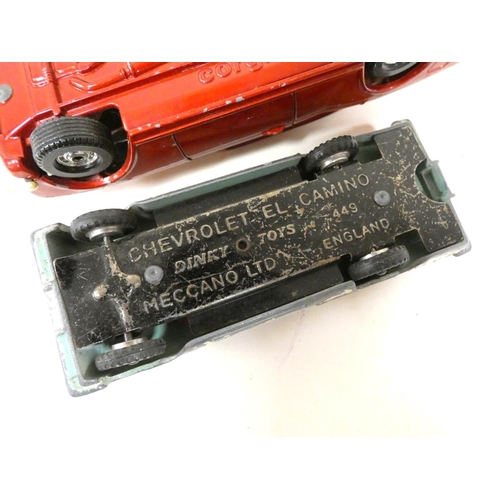 corgi
CHEVROLET EL CAMINO
DINKY TOYS 449
MECCANO LTD ENGLAND